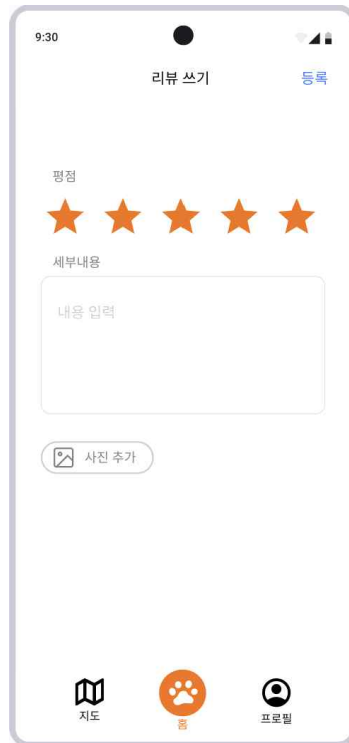 9:30
리뷰 쓰기
등록
평점
세부내용
내용 입력
사진 추가
지도
홈
프로필